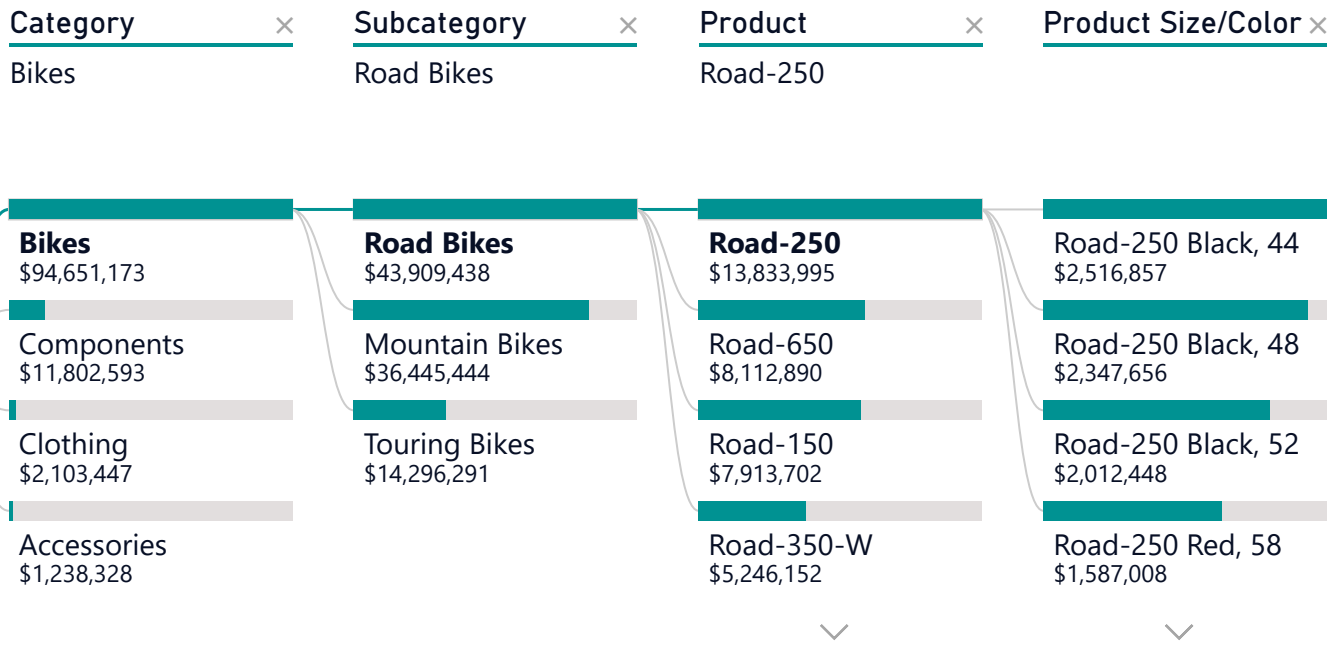 Category
Subcategory
Product
Product Size/Color
Bikes
Road Bikes
Road-250
Bikes
$94,651,173
Components
$11,802,593
Clothing
$2,103,447
Accessories
$1,238,328
Road Bikes
$43,909,438
Mountain Bikes
$36,445,444
Touring Bikes
$14,296,291
Road-250
$13,833,995
Road-650
$8,112,890
Road-150
$7,913,702
Road-350-W
$5,246,152
Road-250 Black, 44
$2,516,857
Road-250 Black, 48
$2,347,656
Road-250 Black, 52
$2,012,448
Road-250 Red, 58
$1,587,008